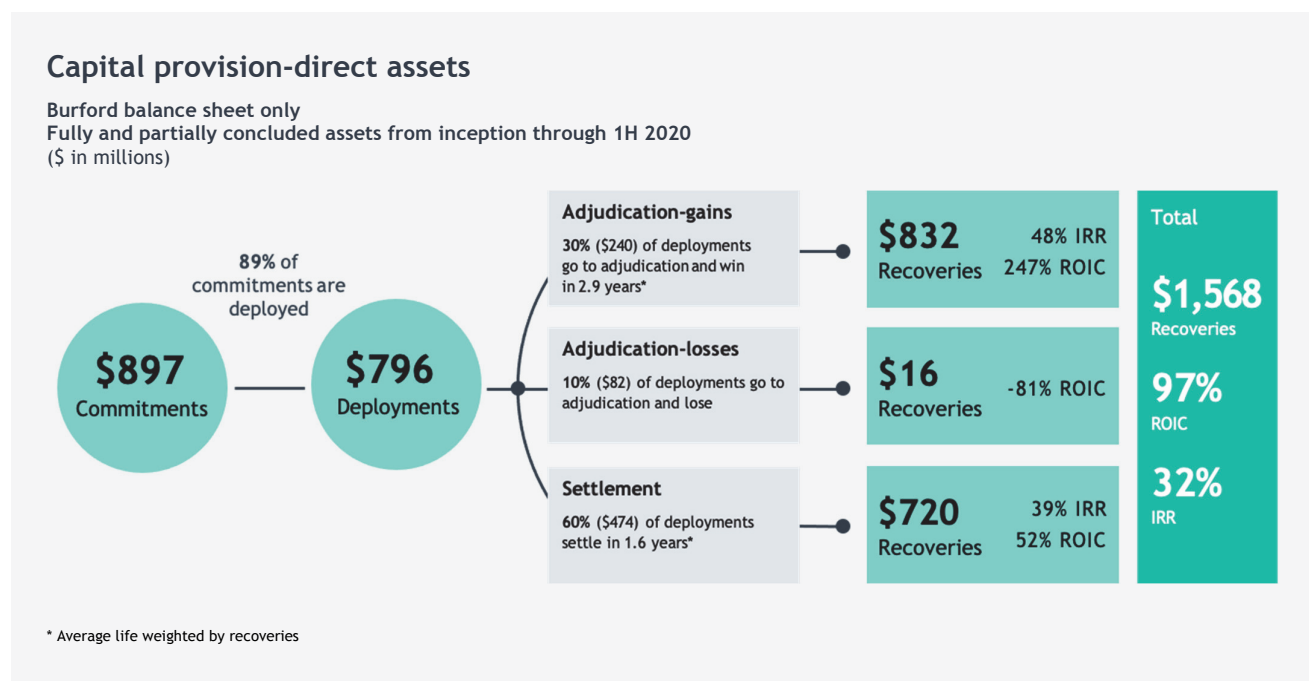 Capital provision-direct assets
Burford balance sheet only
Fully and partially concluded assets from inception through 1H 2020
($ in millions)
89% of
commitments are
deployed
$897
Commitments
$796
Deployments
Adjudication-gains
30% ($240) of deployments
go to adjudication and win
in 2.9 years*
$832
Recoveries
48% IRR
247% ROIC
Adjudication-losses
10% ($82) of deployments go to
adjudication and lose
$16
Recoveries
-81% ROIC
Settlement
60% ($474) of deployments
settle in 1.6 years*
$720
Recoveries
39% IRR
52% ROIC
Total
$1,568
Recoveries
97%
ROIC
32%
IRR
* Average life weighted by recoveries